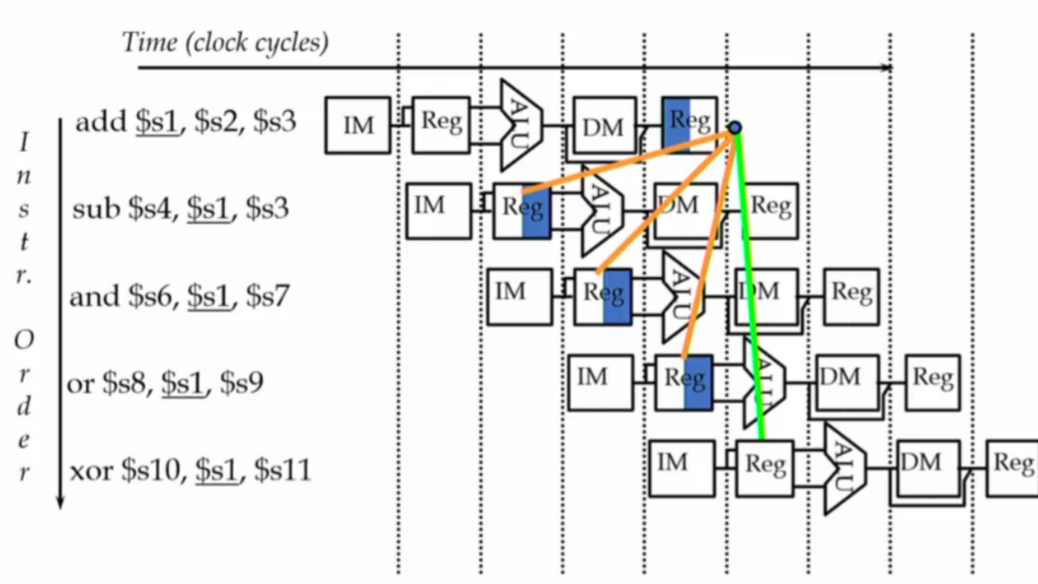 Time (clock cycles)
Instr. Order
add $s1, $s2, $s3 IM Reg ALU DM Reg
sub $s4, $s1, $s3 IM Reg ALU DM Reg
and $s6, $s1, $s7 IM Reg ALU DM Reg
or $s8, $s1, $s9 IM Reg ALU DM Reg
xor $s10, $s1, $s11 IM Reg ALU DM Reg